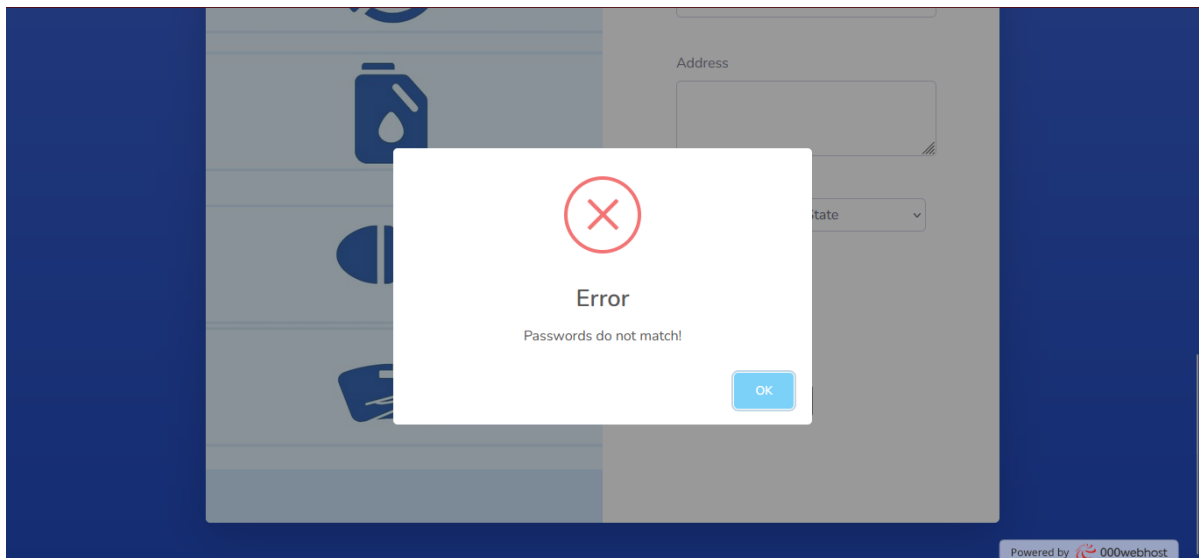 Address
State
Error
Passwords do not match!
OK
Powered by 000webhost